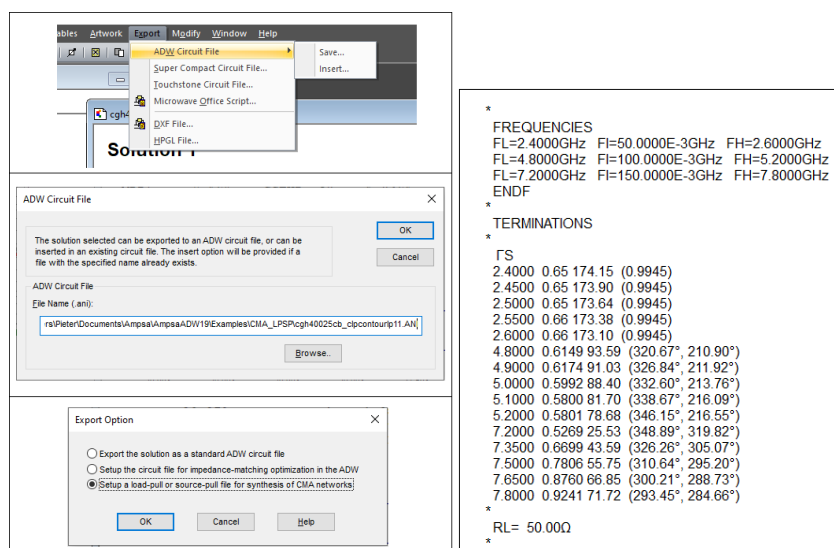 ables Artwork Export Modify Window Help
ADW Circuit File
Save...
Super Compact Circuit File...
Insert...
Touchstone Circuit File...
Microwave Office Script...
cgh4
DXF File...
HPGL File...
Solution 1
ADW Circuit File
The solution selected can be exported to an ADW circuit file, or can be
inserted in an existing circuit file. The insert option will be provided if a
file with the specified name already exists.
OK
Cancel
ADW Circuit File
File Name (.ani):
rs\Pieter\Documents\Ampsa\AmpsaADW19\Examples\CMA_LPSP\cgh40025cb_clpcontourlp11.AN
Browse..
Export Option
Export the solution as a standard ADW circuit file
Setup the circuit file for impedance-matching optimization in the ADW
Setup a load-pull or source-pull file for synthesis of CMA networks
OK Cancel Help
*
FREQUENCIES
FL=2.4000GHz FI=50.0000E-3GHz FH=2.6000GHz
FL=4.8000GHz FI=100.0000E-3GHz FH=5.2000GHz
FL=7.2000GHz FI=150.0000E-3GHz FH=7.8000GHz
ENDF
*
TERMINATIONS
*
ΓS
2.4000 0.65 174.15 (0.9945)
2.4500 0.65 173.90 (0.9945)
2.5000 0.65 173.64 (0.9945)
2.5500 0.66 173.38 (0.9945)
2.6000 0.66 173.10 (0.9945)
4.8000 0.6149 93.59 (320.67°, 210.90°)
4.9000 0.6174 91.03 (326.84°, 211.92°)
5.0000 0.5992 88.40 (332.60°, 213.76°)
5.1000 0.5800 81.70 (338.67°, 216.09°)
5.2000 0.5801 78.68 (346.15°, 216.55°)
7.2000 0.5269 25.53 (348.89°, 319.82°)
7.3500 0.6699 43.59 (326.26°, 305.07°)
7.5000 0.7806 55.75 (310.64°, 295.20°)
7.6500 0.8760 66.85 (300.21°, 288.73°)
7.8000 0.9241 71.72 (293.45°, 284.66°)
*
RL= 50.00Ω
*